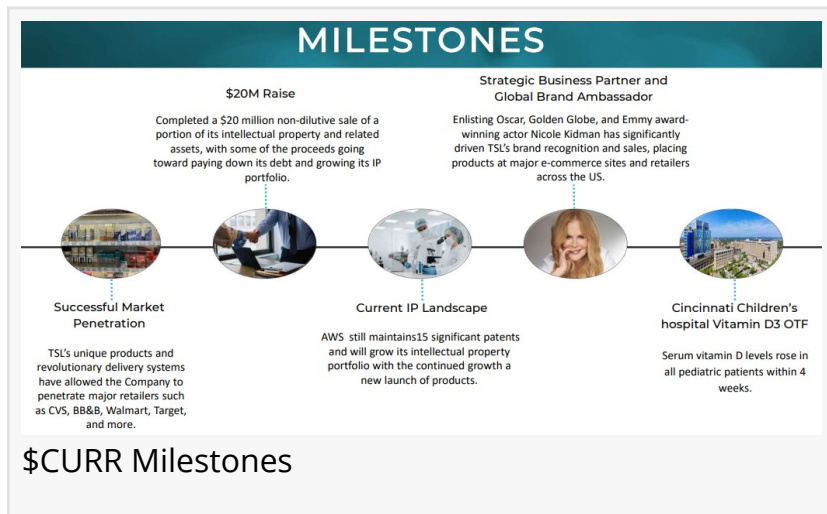 MILESTONES
$20M Raise
Completed a $20 million non-dilutive sale of a
portion of its intellectual property and related
assets, with some of the proceeds going
toward paying down its debt and growing its IP
portfolio.
Strategic Business Partner and
Global Brand Ambassador
Enlisting Oscar, Golden Globe, and Emmy award-
winning actor Nicole Kidman has significantly
driven TSL’s brand recognition and sales, placing
products at major e-commerce sites and retailers
across the US.
Successful Market
Penetration
TSL’s unique products and
revolutionary delivery systems
have allowed the Company to
penetrate major retailers such
as CVS, BB&B, Walmart, Target,
and more.
Current IP Landscape
AWS still maintains15 significant patents
and will grow its intellectual property
portfolio with the continued growth a
new launch of products.
Cincinnati Children’s
hospital Vitamin D3 OTF
Serum vitamin D levels rose in
all pediatric patients within 4
weeks.
$CURR Milestones